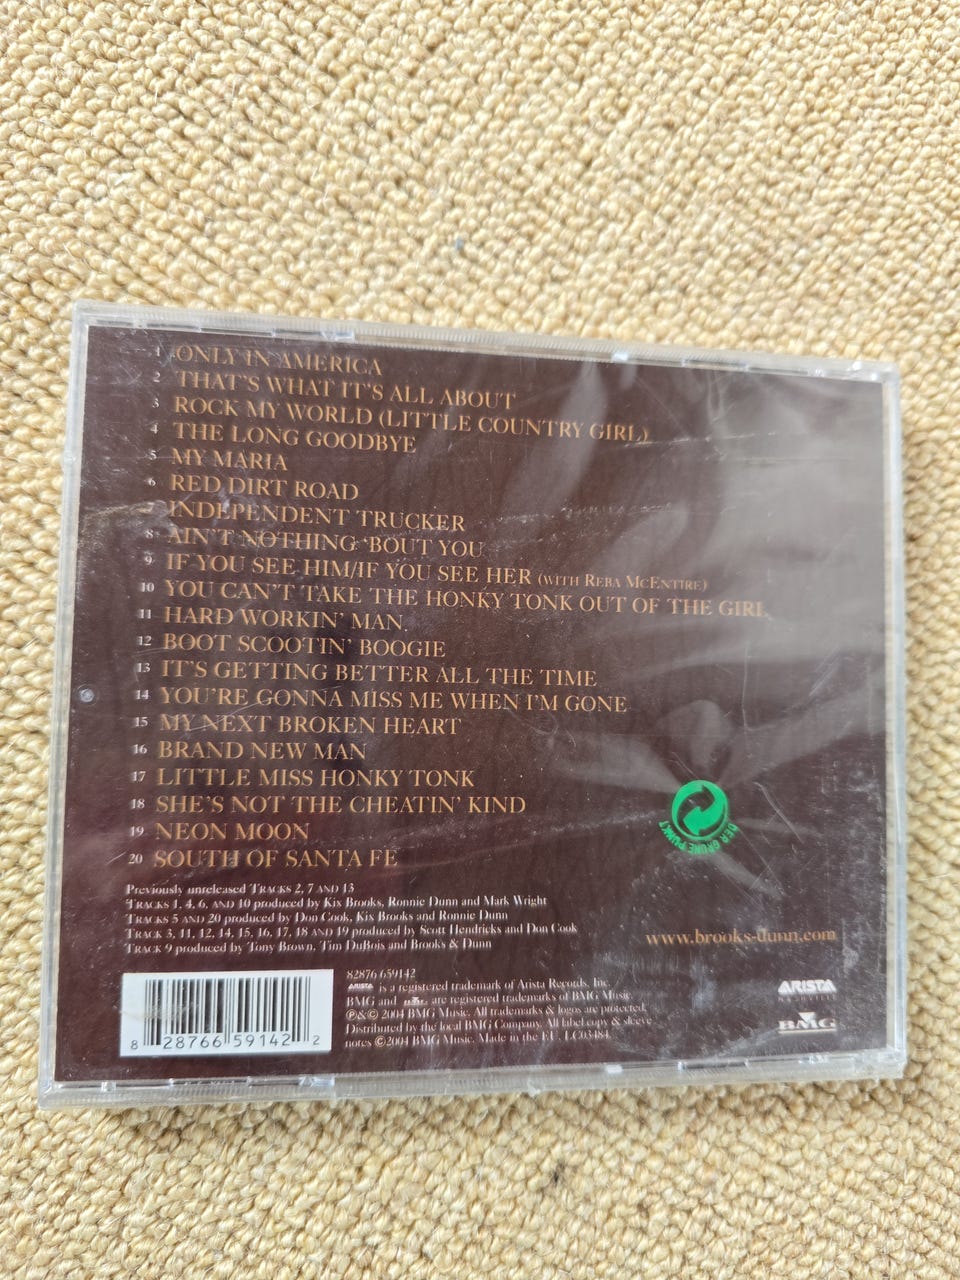 1 ONLY IN AMERICA
2 THAT'S WHAT IT'S ALL ABOUT
3 ROCK MY WORLD (LITTLE COUNTRY GIRL)
4 THE LONG GOODBYE
5 MY MARIA
6 RED DIRT ROAD
7 INDEPENDENT TRUCKER
8 AIN'T NOTHING 'BOUT YOU
9 IF YOU SEE HIM/IF YOU SEE HER (WITH REBA MCENTIRE)
10 YOU CAN'T TAKE THE HONKY TONK OUT OF THE GIRL
11 HARD WORKIN' MAN
12 BOOT SCOOTIN' BOOGIE
13 IT'S GETTING BETTER ALL THE TIME
14 YOU'RE GONNA MISS ME WHEN I'M GONE
15 MY NEXT BROKEN HEART
16 BRAND NEW MAN
17 LITTLE MISS HONKY TONK
18 SHE'S NOT THE CHEATIN' KIND
19 NEON MOON
20 SOUTH OF SANTA FE
DER GRÜNE PUNKT
Previously unreleased TRACKS 2, 7 AND 13
TRACKS 1, 4, 6, AND 10 produced by Kix Brooks, Ronnie Dunn and Mark Wright
TRACKS 5 AND 20 produced by Don Cook, Kix Brooks and Ronnie Dunn
TRACK 3, 11, 12, 14, 15, 16, 17, 18 AND 19 produced by Scott Hendricks and Don Cook
TRACK 9 produced by Tony Brown, Tim DuBois and Brooks & Dunn
www.brooks-dunn.com
8 28766 59142 2
82876 659142
ARISTA is a registered trademark of Arista Records, Inc.
BMG and BMG are registered trademarks of BMG Music
℗&© 2004 BMG Music. All trademarks & logos are protected.
Distributed by the local BMG Company. All label copy & sleeve
notes © 2004 BMG Music. Made in the EU. LC03484.
ARISTA
NASHVILLE
BMG